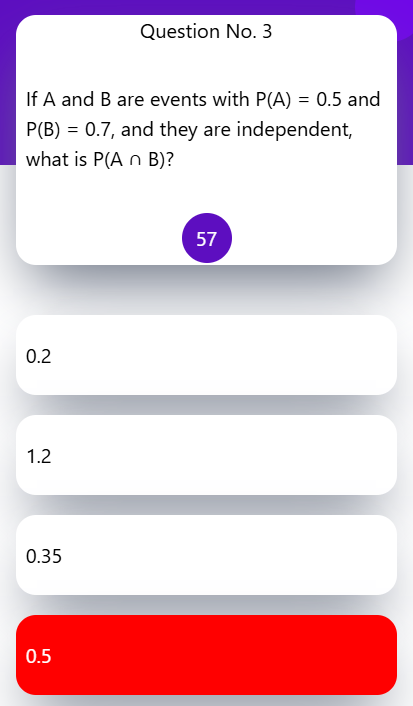 Question No. 3
If A and B are events with P(A) = 0.5 and
P(B) = 0.7, and they are independent,
what is P(A ∩ B)?
57
0.2
1.2
0.35
0.5